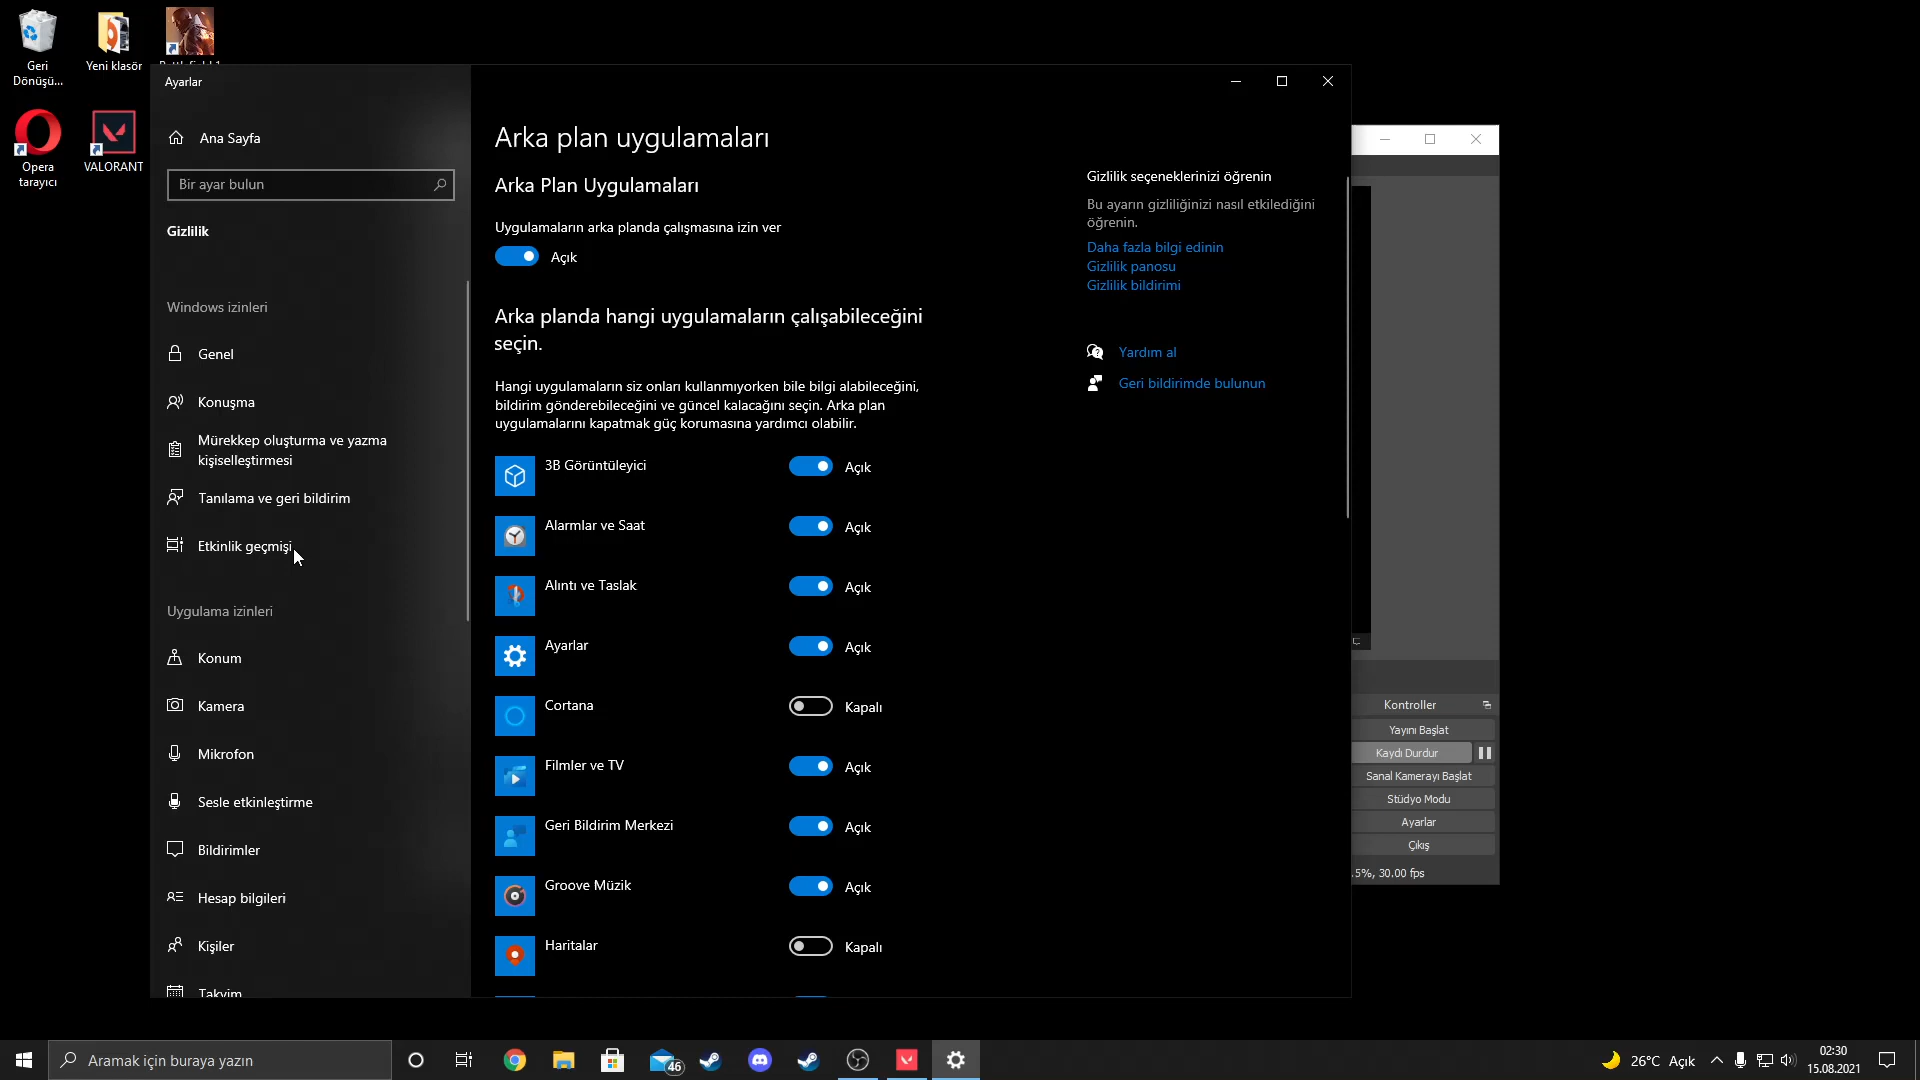 Geri
Dönüşü...
Yeni klasör
Opera
tarayıcı
VALORANT
Ayarlar
Ana Sayfa
Bir ayar bulun
Gizlilik
Windows izinleri
Genel
Konuşma
Mürekkep oluşturma ve yazma
kişiselleştirmesi
Tanılama ve geri bildirim
Etkinlik geçmişi
Uygulama izinleri
Konum
Kamera
Mikrofon
Sesle etkinleştirme
Bildirimler
Hesap bilgileri
Kişiler
Takvim
Arka plan uygulamaları
Arka Plan Uygulamaları
Uygulamaların arka planda çalışmasına izin ver
Açık
Arka planda hangi uygulamaların çalışabileceğini
seçin.
Hangi uygulamaların siz onları kullanmıyorken bile bilgi alabileceğini,
bildirim gönderebileceğini ve güncel kalacağını seçin. Arka plan
uygulamalarını kapatmak güç korumasına yardımcı olabilir.
3B Görüntüleyici Açık
Alarmlar ve Saat Açık
Alıntı ve Taslak Açık
Ayarlar Açık
Cortana Kapalı
Filmler ve TV Açık
Geri Bildirim Merkezi Açık
Groove Müzik Açık
Haritalar Kapalı
Gizlilik seçeneklerinizi öğrenin
Bu ayarın gizliliğinizi nasıl etkilediğini
öğrenin.
Daha fazla bilgi edinin
Gizlilik panosu
Gizlilik bildirimi
Yardım al
Geri bildirimde bulunun
Kontroller
Yayını Başlat
Kaydı Durdur
Sanal Kamerayı Başlat
Stüdyo Modu
Ayarlar
Çıkış
.5%, 30.00 fps
Aramak için buraya yazın
46
26°C Açık
02:30
15.08.2021